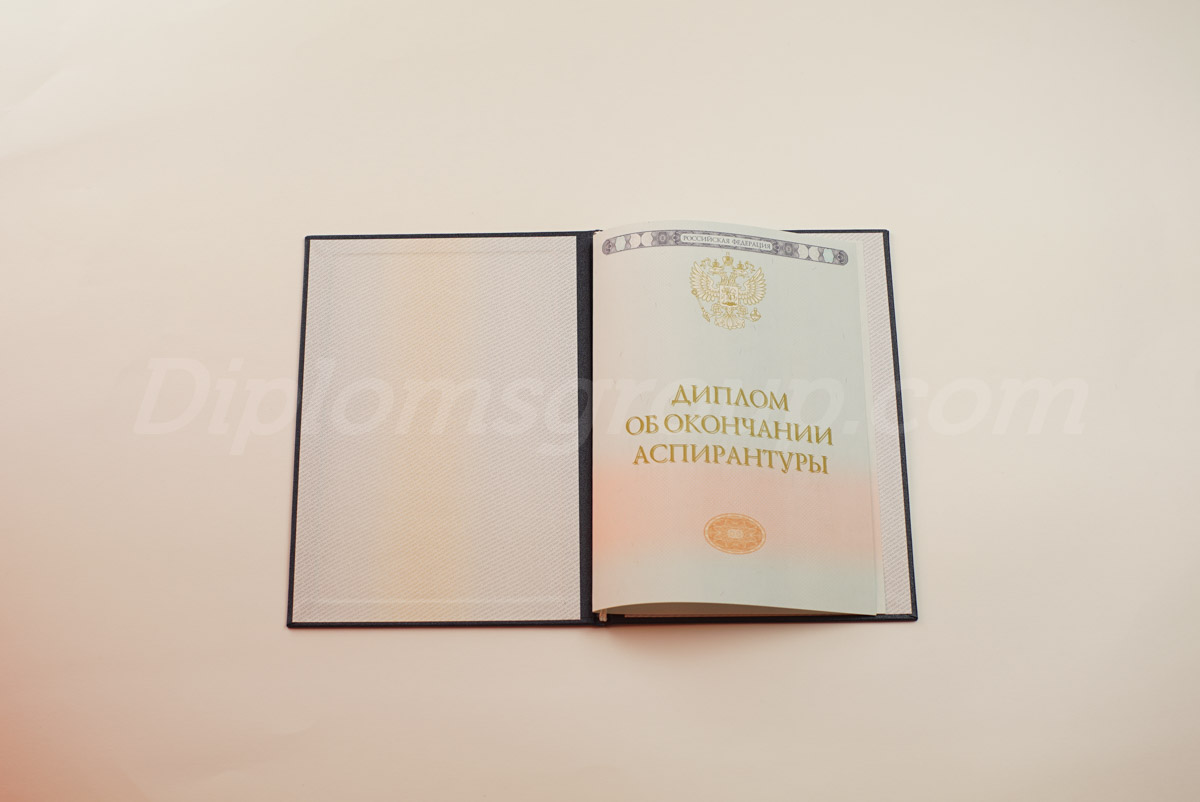 РОССИЙСКАЯ ФЕДЕРАЦИЯ
ДИПЛОМ
ОБ ОКОНЧАНИИ
АСПИРАНТУРЫ
Diplomsgroup.com